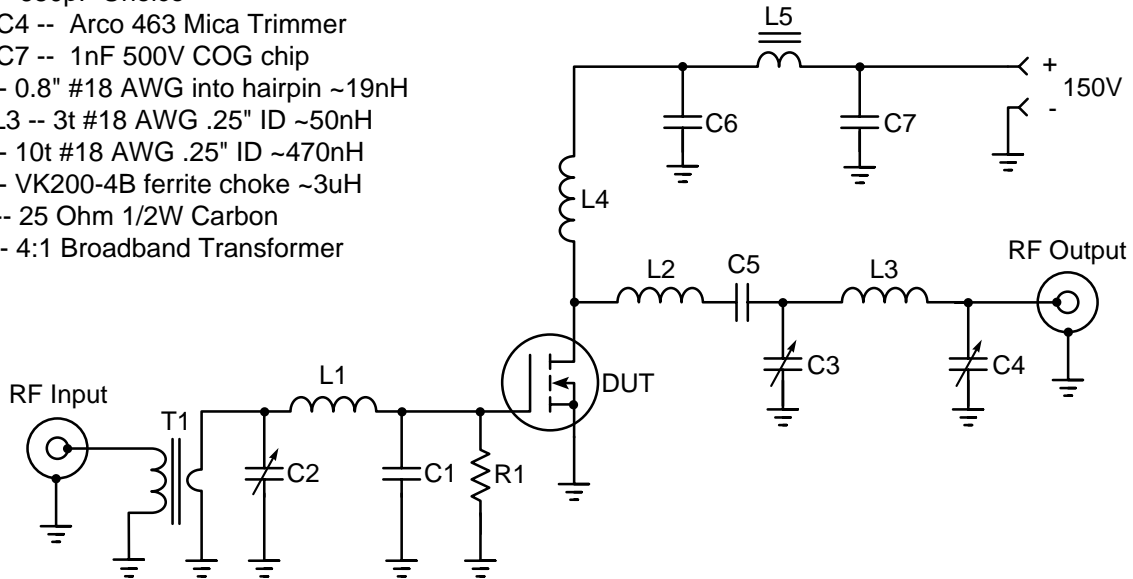 C4 -- Arco 463 Mica Trimmer
C7 -- 1nF 500V COG chip
- 0.8" #18 AWG into hairpin ~19nH
L3 -- 3t #18 AWG .25" ID ~50nH
- 10t #18 AWG .25" ID ~470nH
- VK200-4B ferrite choke ~3uH
-- 25 Ohm 1/2W Carbon
- 4:1 Broadband Transformer
L5
+
150V
-
C6
C7
L4
RF Output
L2
C5
L3
C3
C4
DUT
RF Input
L1
T1
C2
C1
R1